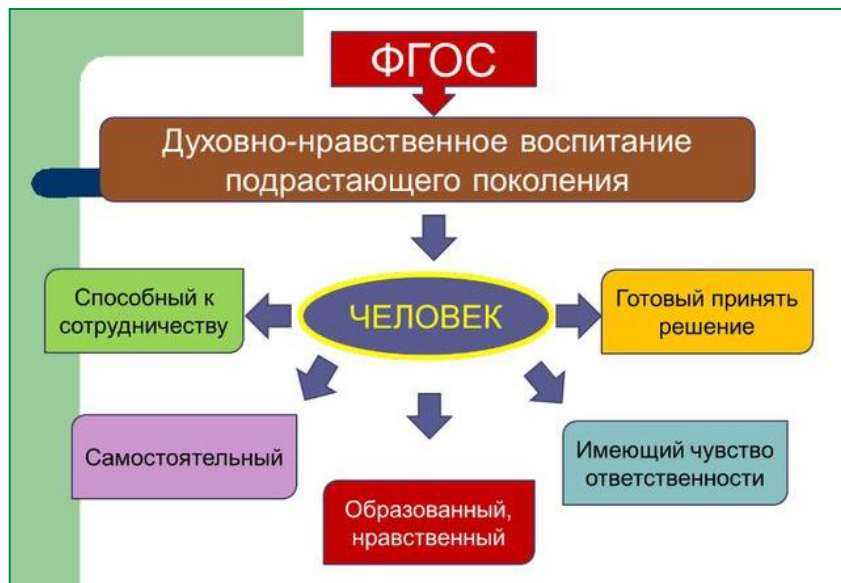 ФГОС
Духовно-нравственное воспитание
подрастающего поколения
Способный к
сотрудничеству
ЧЕЛОВЕК
Готовый принять
решение
Самостоятельный
Образованный,
нравственный
Имеющий чувство
ответственности